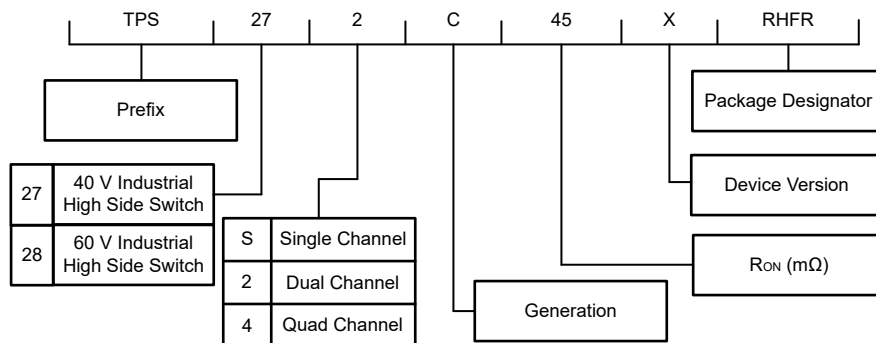 TPS 27 2 C 45 X RHFR
Prefix
Package Designator
27 40 V Industrial
High Side Switch
28 60 V Industrial
High Side Switch
Device Version
S Single Channel
2 Dual Channel
4 Quad Channel
RON (mΩ)
Generation